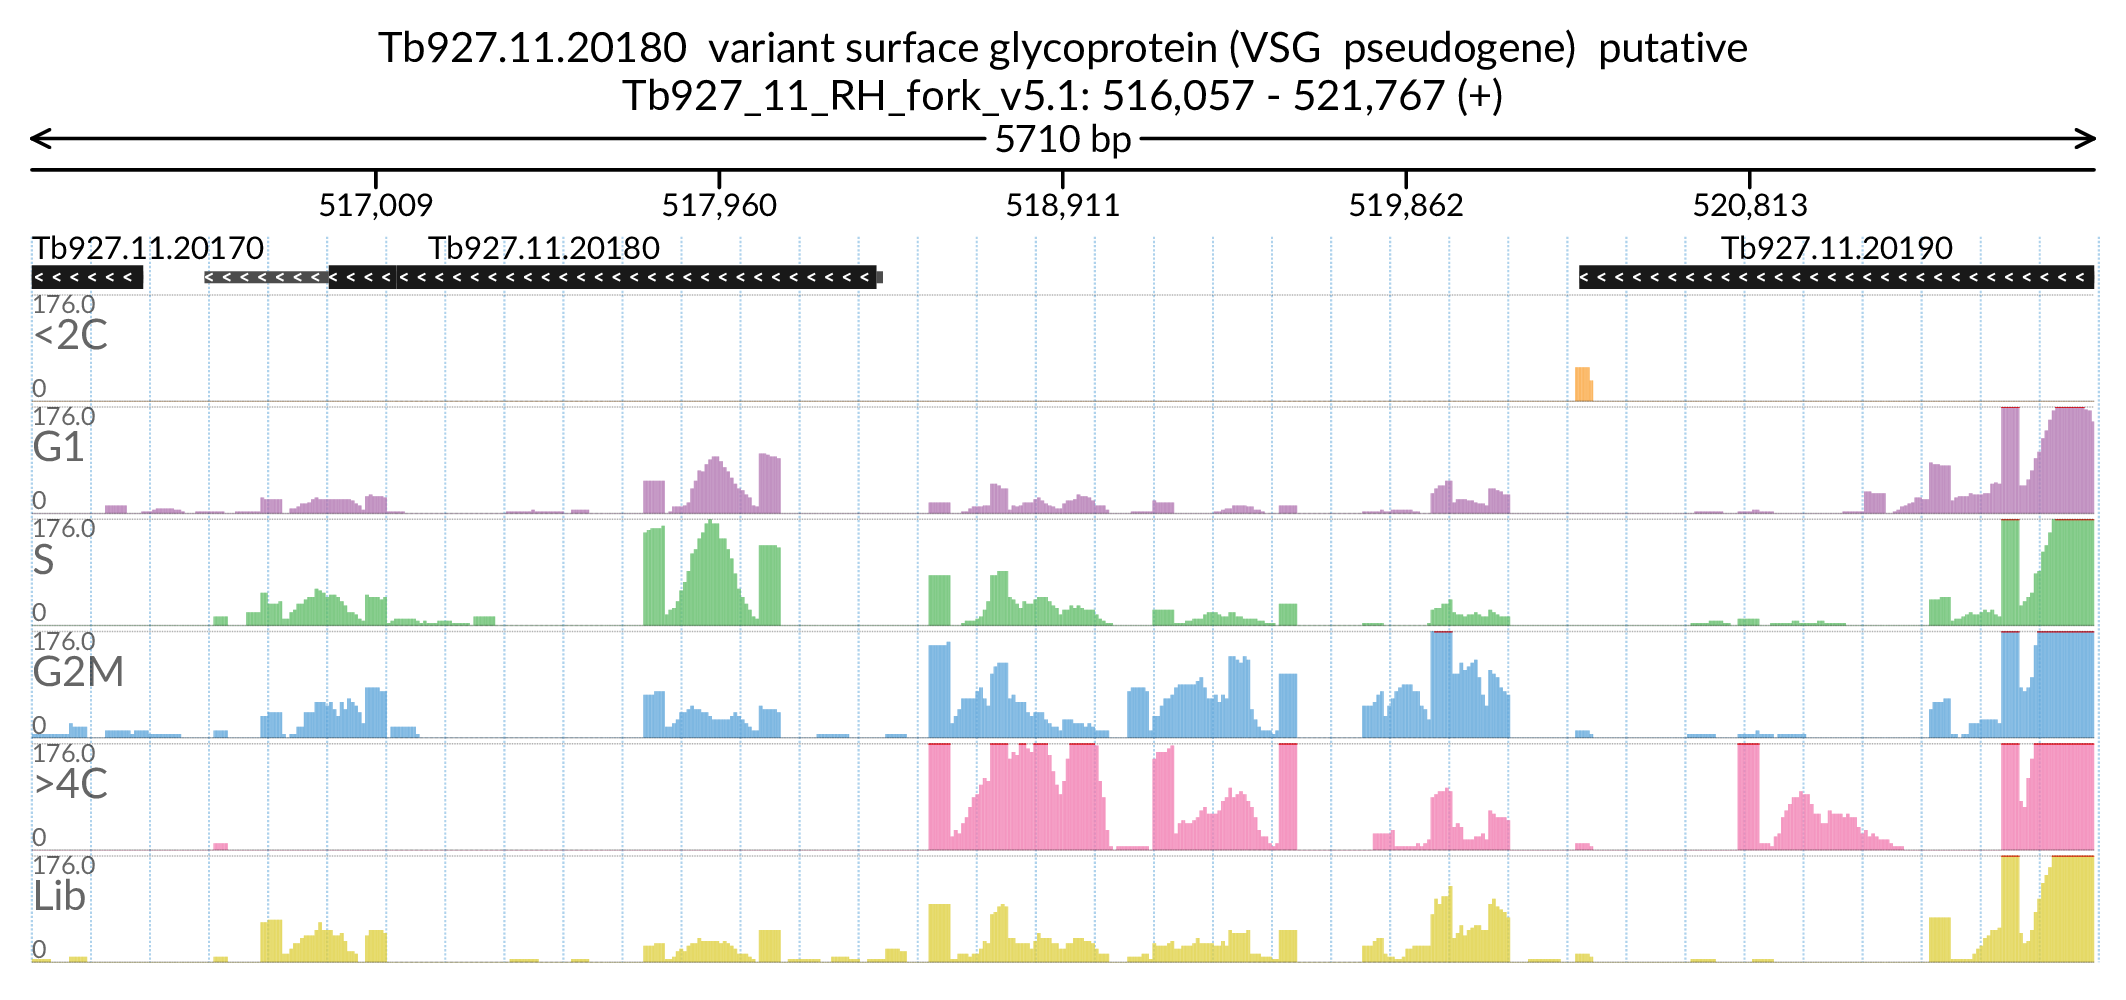 Tb927.11.20180 variant surface glycoprotein (VSG pseudogene) putative
Tb927_11_RH_fork_v5.1: 516,057 - 521,767 (+)
5710 bp
517,009 517,960 518,911 519,862 520,813
Tb927.11.20170 Tb927.11.20180 Tb927.11.20190
176.0
<2C
0
176.0
G1
0
176.0
S
0
176.0
G2M
0
176.0
>4C
0
176.0
Lib
0